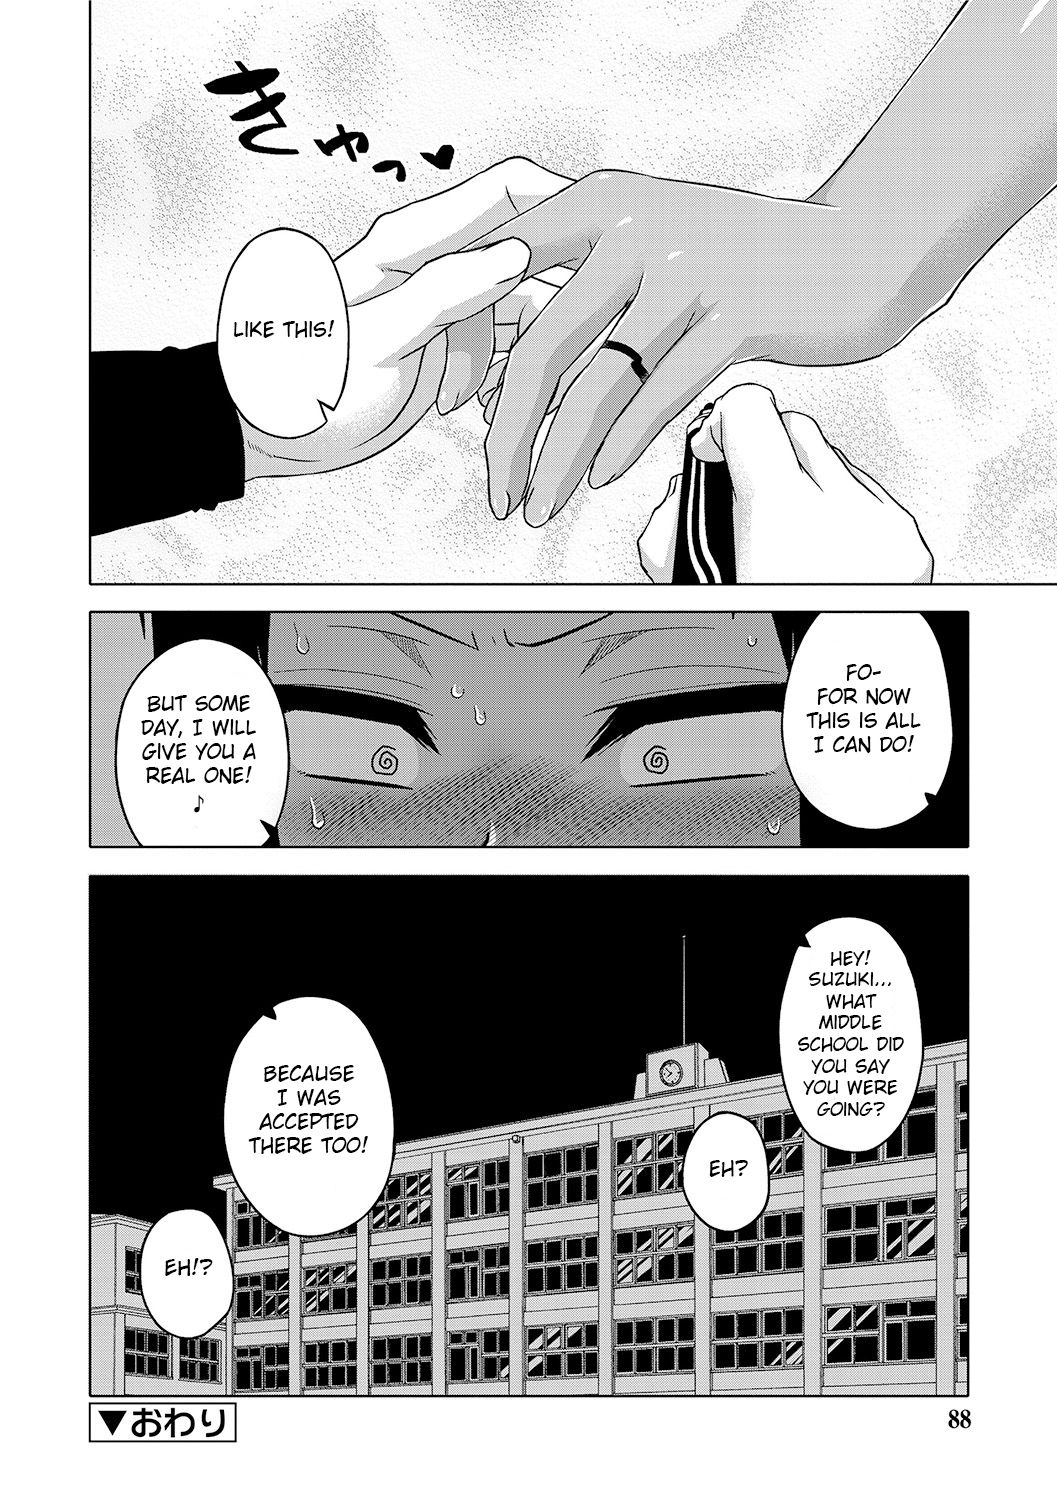 きゃっ♥
LIKE THIS!
FO-
FOR NOW
THIS IS ALL
I CAN DO!
BUT SOME
DAY, I WILL
GIVE YOU A
REAL ONE!
♪
HEY!
SUZUKI...
WHAT
MIDDLE
SCHOOL DID
YOU SAY
YOU WERE
GOING?
EH?
BECAUSE
I WAS
ACCEPTED
THERE TOO!
EH!?
▼おわり
88